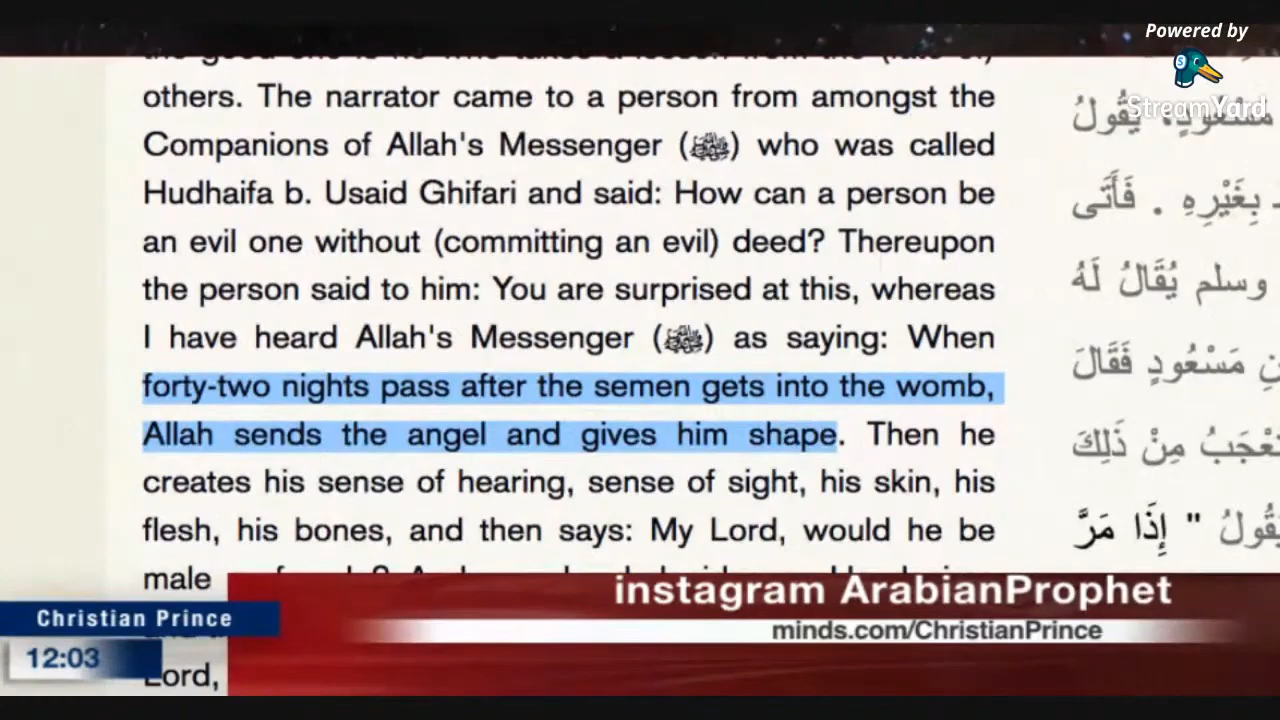 Powered by
StreamYard
others. The narrator came to a person from amongst the
Companions of Allah's Messenger (ﷺ) who was called
Hudhaifa b. Usaid Ghifari and said: How can a person be
an evil one without (committing an evil) deed? Thereupon
the person said to him: You are surprised at this, whereas
I have heard Allah's Messenger (ﷺ) as saying: When
forty-two nights pass after the semen gets into the womb,
Allah sends the angel and gives him shape. Then he
creates his sense of hearing, sense of sight, his skin, his
flesh, his bones, and then says: My Lord, would he be
male
Lord,
مَسْعُودٍ، يَقُولُ
بِغَيْرِهِ . فَأَتَى
وسلم يُقَالُ لَهُ
مَسْعُودٍ فَقَالَ
مِنْ ذَلِكَ
يَقُولُ " إِذَا مَرَّ
instagram ArabianProphet
minds.com/ChristianPrince
Christian Prince
12:03